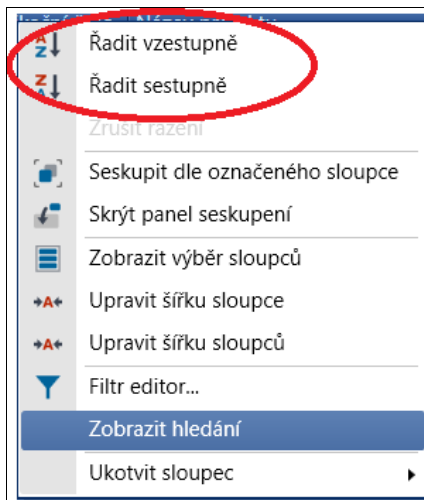 Řadit vzestupně
Řadit sestupně
Zrušit řazení
Seskupit dle označeného sloupce
Skrýt panel seskupení
Zobrazit výběr sloupců
Upravit šířku sloupce
Upravit šířku sloupců
Filtr editor...
Zobrazit hledání
Ukotvit sloupec